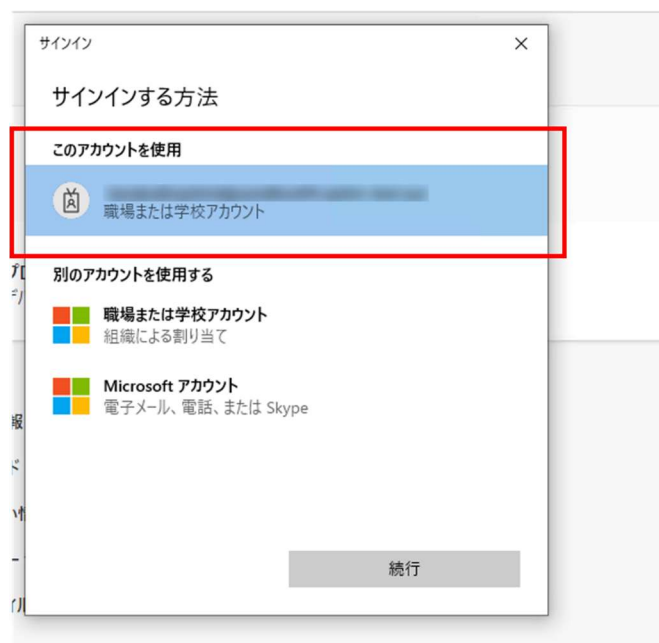 サインイン
サインインする方法
このアカウントを使用
職場または学校アカウント
別のアカウントを使用する
職場または学校アカウント
組織による割り当て
Microsoft アカウント
電子メール、電話、または Skype
続行